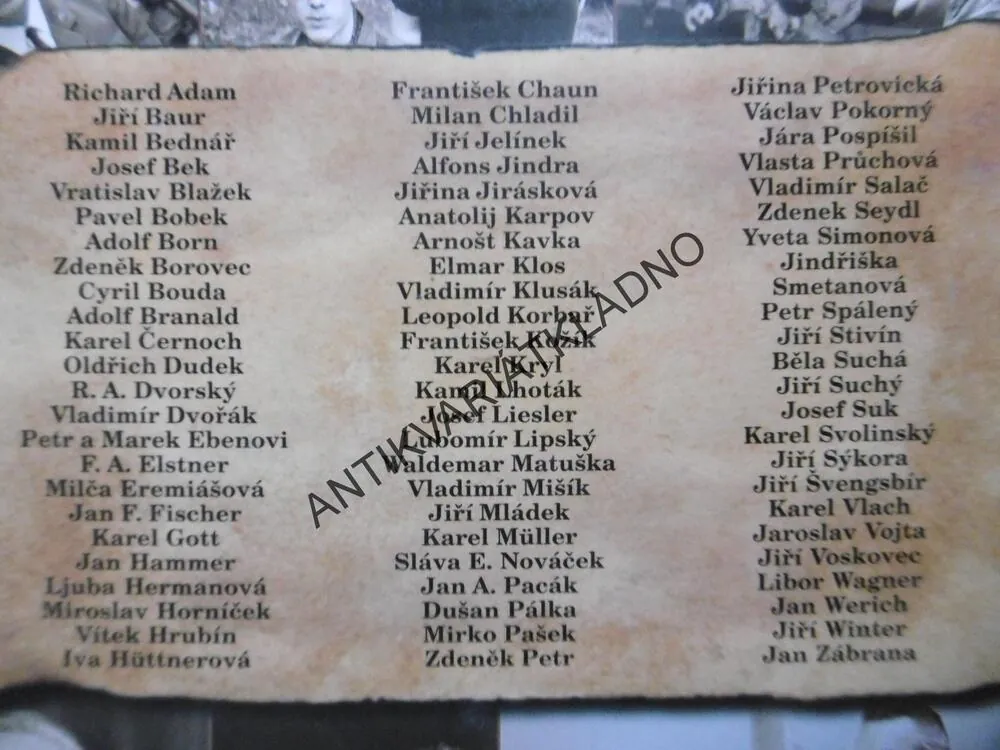 Richard Adam
Jiří Baur
Kamil Bednář
Josef Bek
Vratislav Blažek
Pavel Bobek
Adolf Born
Zdeněk Borovec
Cyril Bouda
Adolf Branald
Karel Černoch
Oldřich Dudek
R. A. Dvorský
Vladimír Dvořák
Petr a Marek Ebenovi
F. A. Elstner
Milča Eremiášová
Jan F. Fischer
Karel Gott
Jan Hammer
Ljuba Hermanová
Miroslav Horníček
Vítek Hrubín
Iva Hüttnerová
František Chaun
Milan Chladil
Jiří Jelínek
Alfons Jindra
Jiřina Jirásková
Anatolij Karpov
Arnošt Kavka
Elmar Klos
Vladimír Klusák
Leopold Korbař
František Kožík
Karel Kryl
Kamil Lhoták
Josef Liesler
Lubomír Lipský
Waldemar Matuška
Vladimír Mišík
Jiří Mládek
Karel Müller
Sláva E. Nováček
Jan A. Pacák
Dušan Pálka
Mirko Pašek
Zdeněk Petr
Jiřina Petrovická
Václav Pokorný
Jára Pospíšil
Vlasta Průchová
Vladimír Salač
Zdenek Seydl
Yveta Simonová
Jindřiška
Smetanová
Petr Spálený
Jiří Stivín
Běla Suchá
Jiří Suchý
Josef Suk
Karel Svolinský
Jiří Sýkora
Jiří Švengsbír
Karel Vlach
Jaroslav Vojta
Jiří Voskovec
Libor Wagner
Jan Werich
Jiří Winter
Jan Zábrana
ANTIKVARIÁTKLADNO